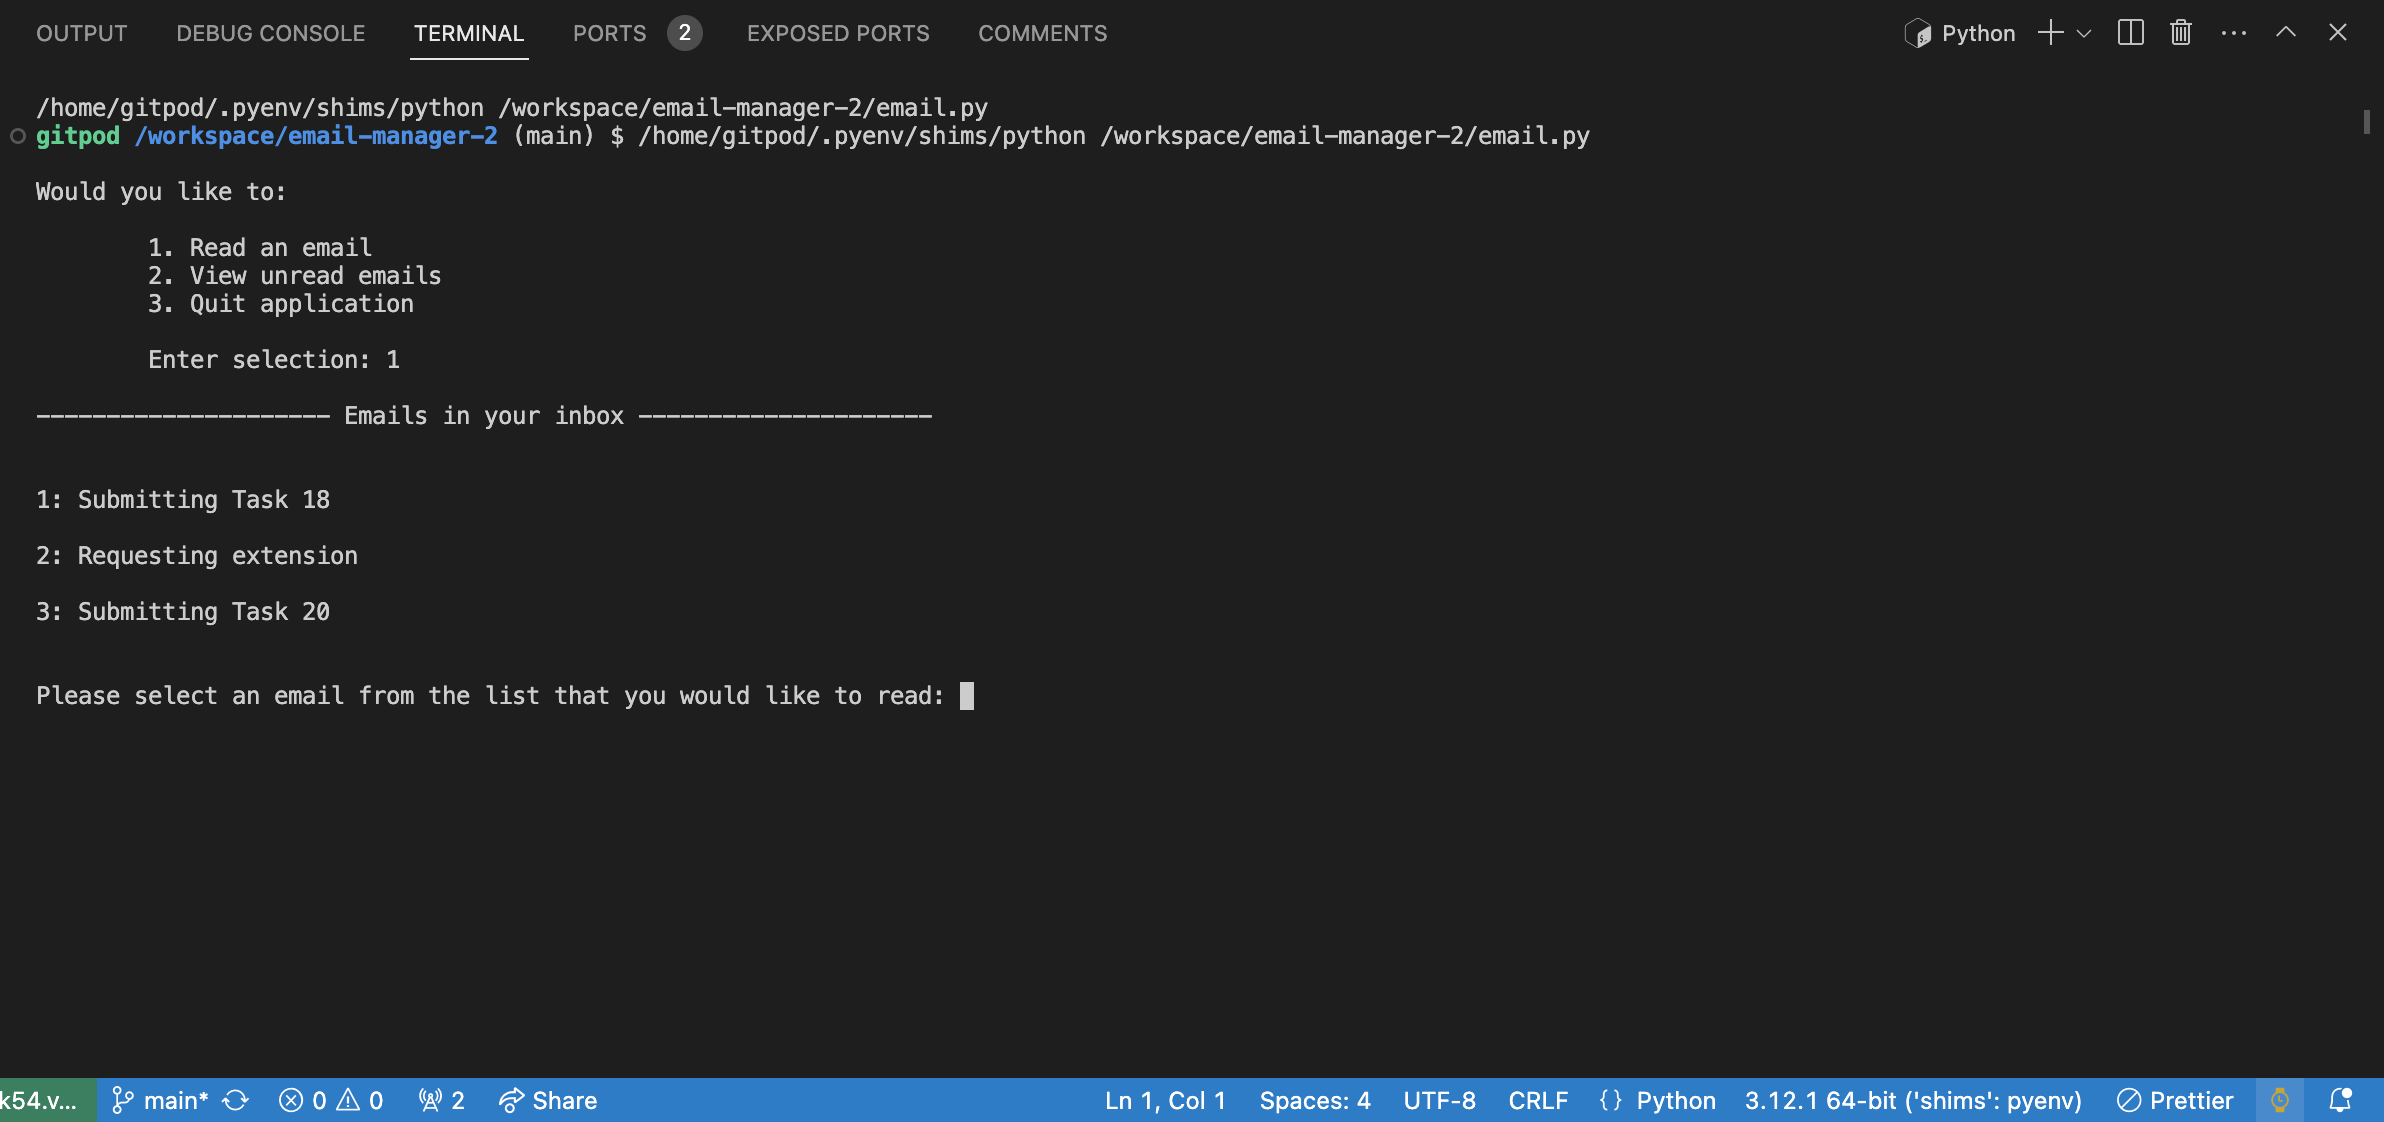 OUTPUT DEBUG CONSOLE TERMINAL PORTS 2 EXPOSED PORTS COMMENTS Python
/home/gitpod/.pyenv/shims/python /workspace/email-manager-2/email.py
gitpod /workspace/email-manager-2 (main) $ /home/gitpod/.pyenv/shims/python /workspace/email-manager-2/email.py
Would you like to:
1. Read an email
2. View unread emails
3. Quit application
Enter selection: 1
--------------------- Emails in your inbox ---------------------
1: Submitting Task 18
2: Requesting extension
3: Submitting Task 20
Please select an email from the list that you would like to read:
k54.v... main* 0 0 2 Share Ln 1, Col 1 Spaces: 4 UTF-8 CRLF {} Python 3.12.1 64-bit ('shims': pyenv) Prettier